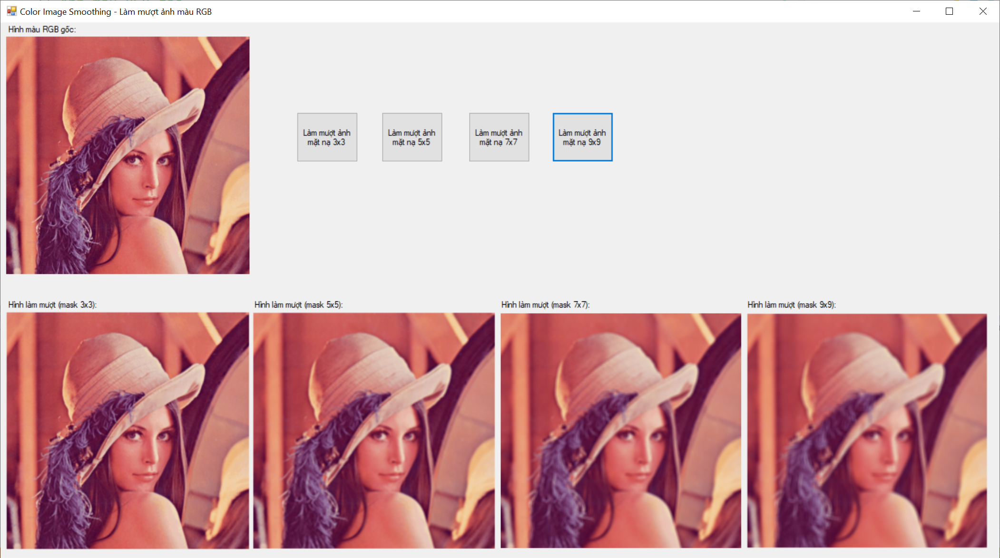 Color Image Smoothing - Làm mượt ảnh màu RGB
Hình màu RGB gốc:
Làm mượt ảnh
mặt nạ 3x3
Làm mượt ảnh
mặt nạ 5x5
Làm mượt ảnh
mặt nạ 7x7
Làm mượt ảnh
mặt nạ 9x9
Hình làm mượt (mask 3x3):
Hình làm mượt (mask 5x5):
Hình làm mượt (mask 7x7):
Hình làm mượt (mask 9x9):